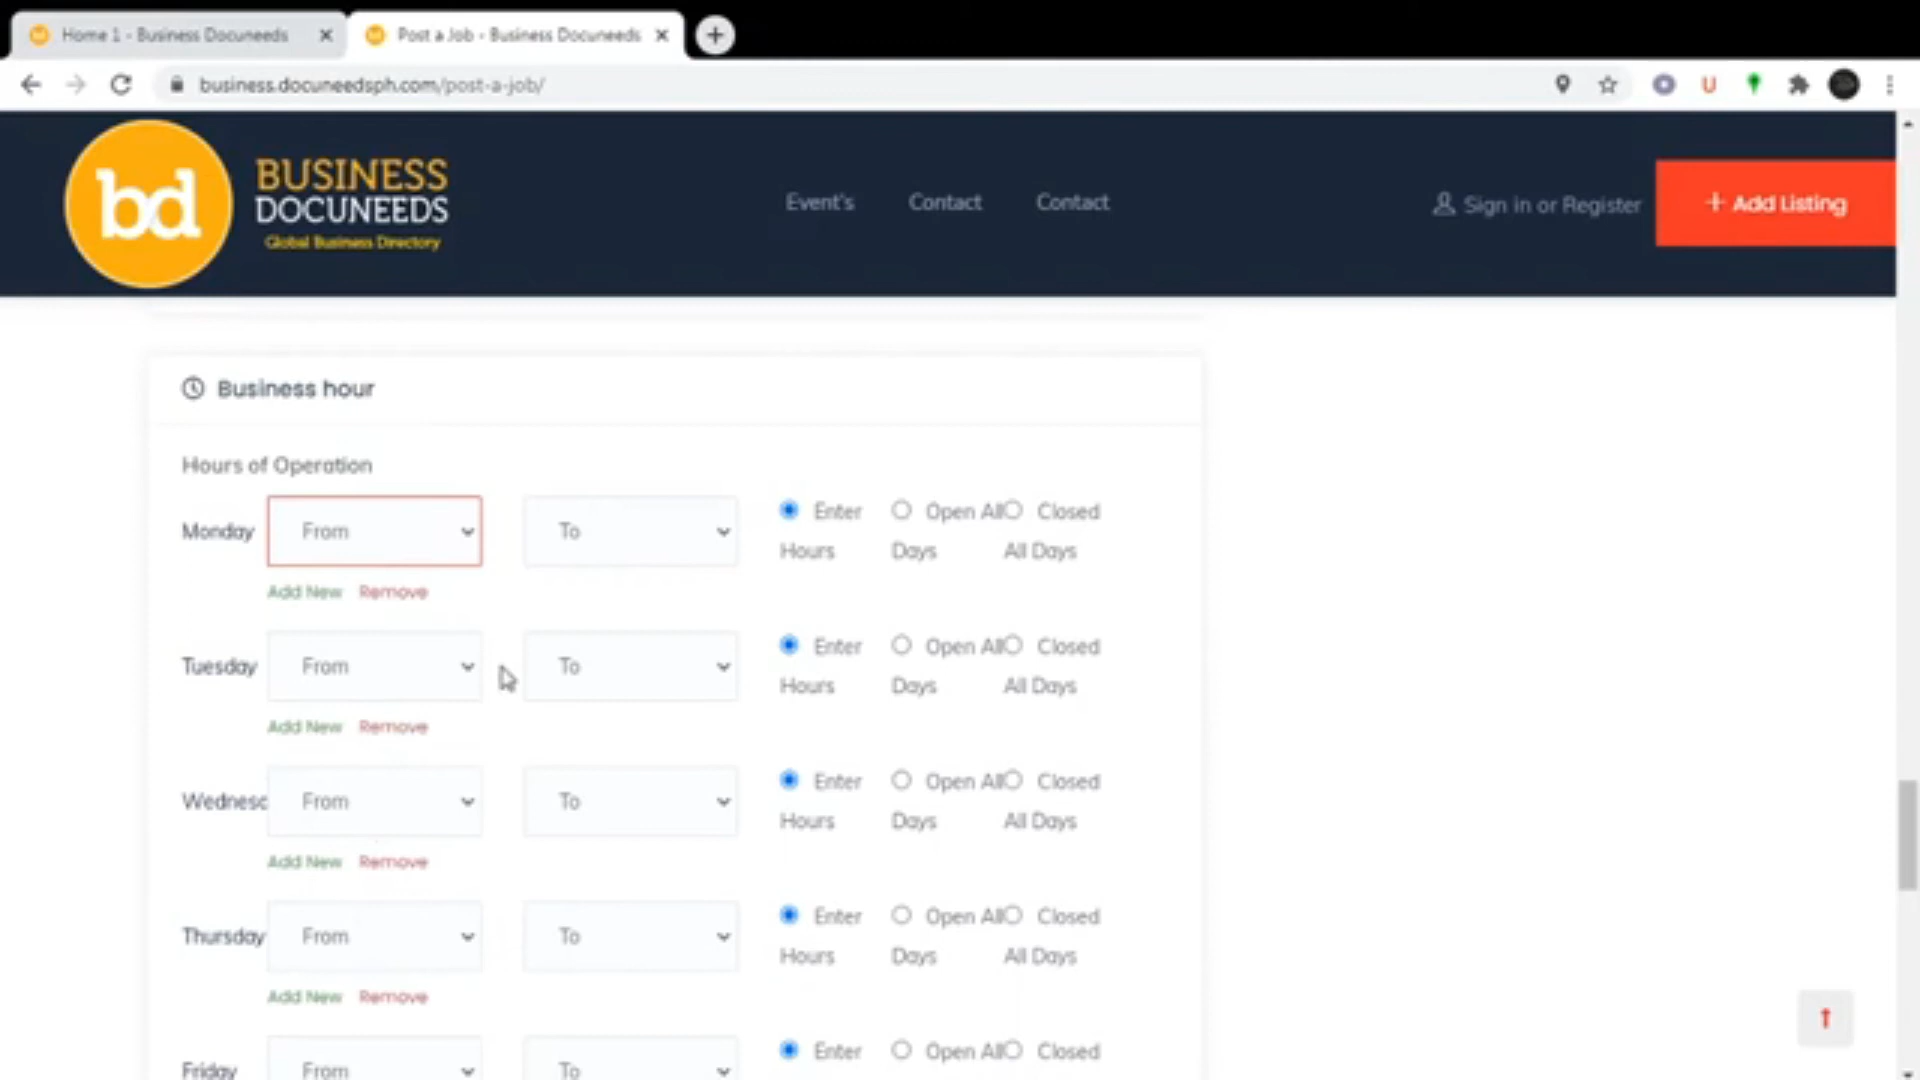 Home 1 - Business Docuneeds
Post a Job - Business Docuneeds
business.docuneedsph.com/post-a-job/
bd
BUSINESS
DOCUNEEDS
Global Business Directory
Event's
Contact
Contact
Sign in or Register
+ Add Listing
Business hour
Hours of Operation
Monday From To Enter Hours Open All Days Closed All Days
Add New Remove
Tuesday From To Enter Hours Open All Days Closed All Days
Add New Remove
Wednesc From To Enter Hours Open All Days Closed All Days
Add New Remove
Thursday From To Enter Hours Open All Days Closed All Days
Add New Remove
Friday From To Enter Open All Closed